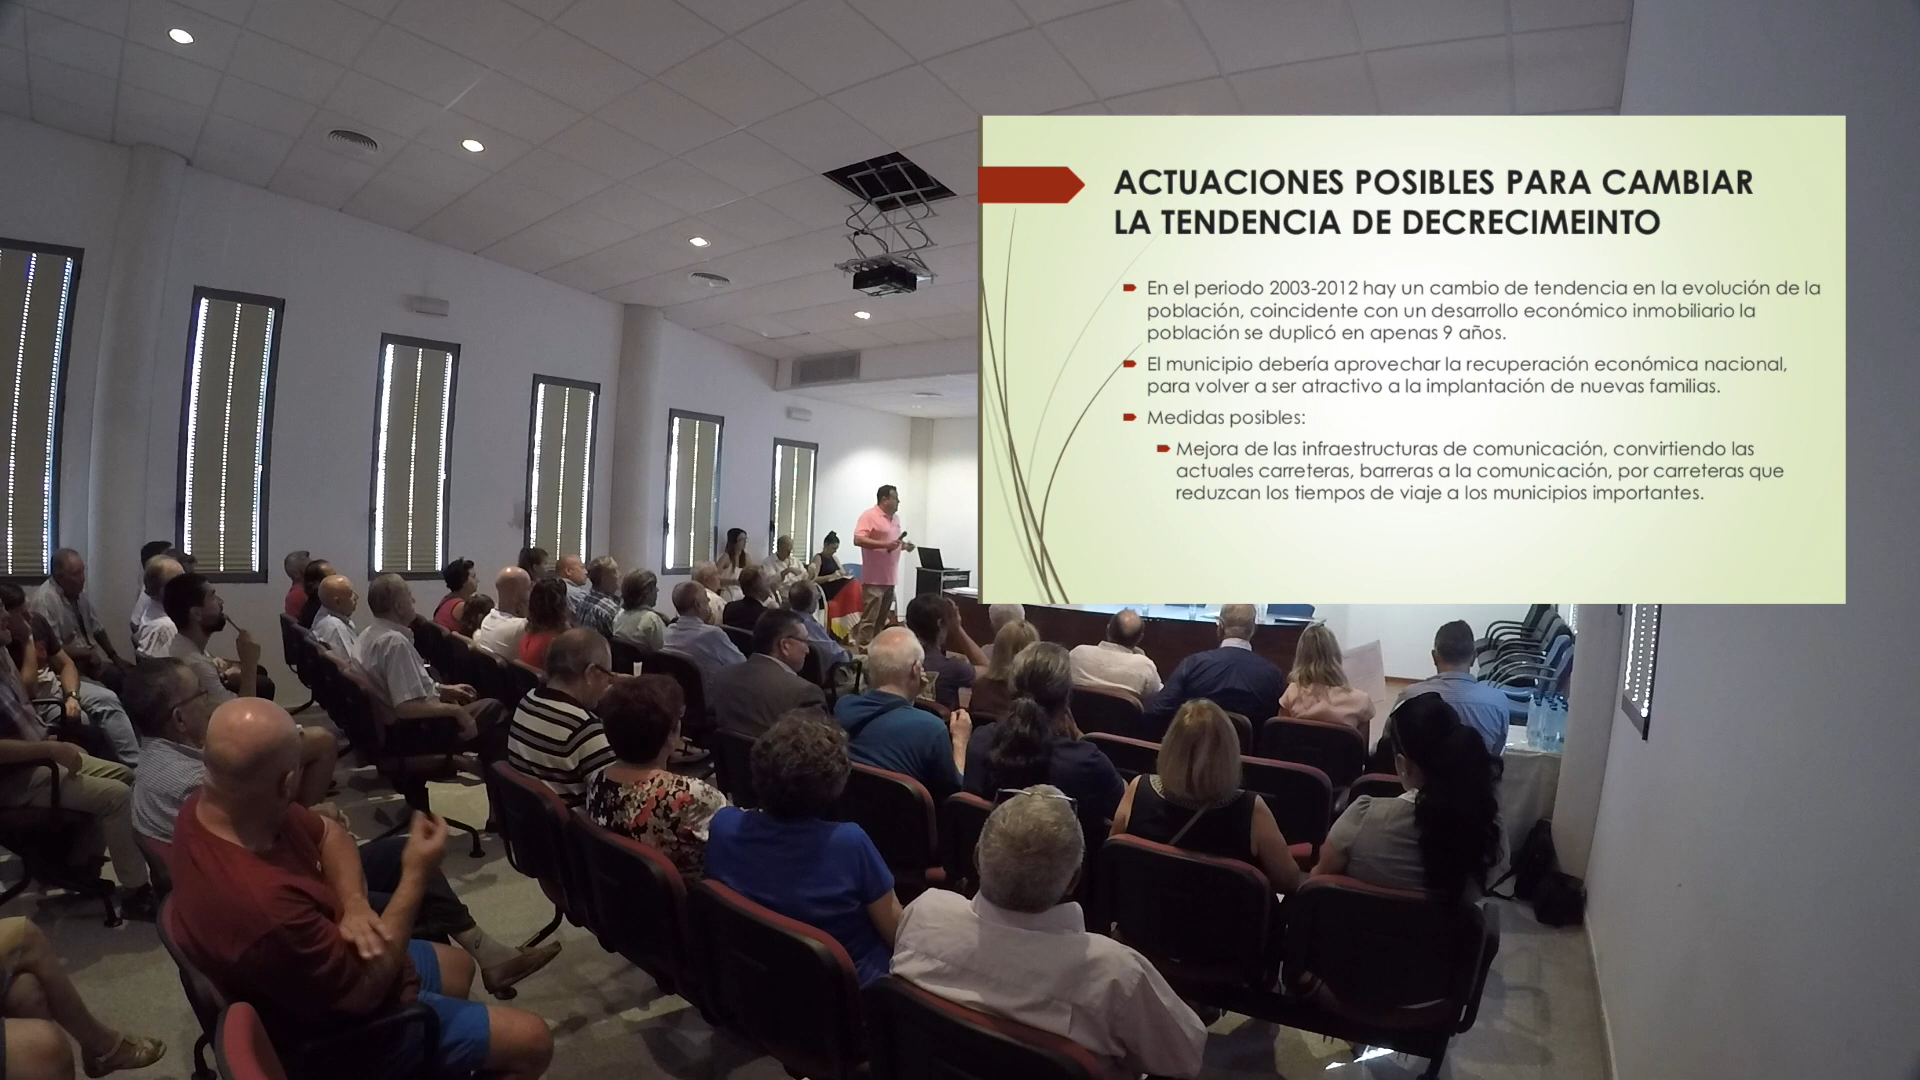 ACTUACIONES POSIBLES PARA CAMBIAR
LA TENDENCIA DE DECRECIMEINTO
En el periodo 2003-2012 hay un cambio de tendencia en la evolución de la
población, coincidente con un desarrollo económico inmobiliario la
población se duplicó en apenas 9 años.
El municipio debería aprovechar la recuperación económica nacional,
para volver a ser atractivo a la implantación de nuevas familias.
Medidas posibles:
Mejora de las infraestructuras de comunicación, convirtiendo las
actuales carreteras, barreras a la comunicación, por carreteras que
reduzcan los tiempos de viaje a los municipios importantes.